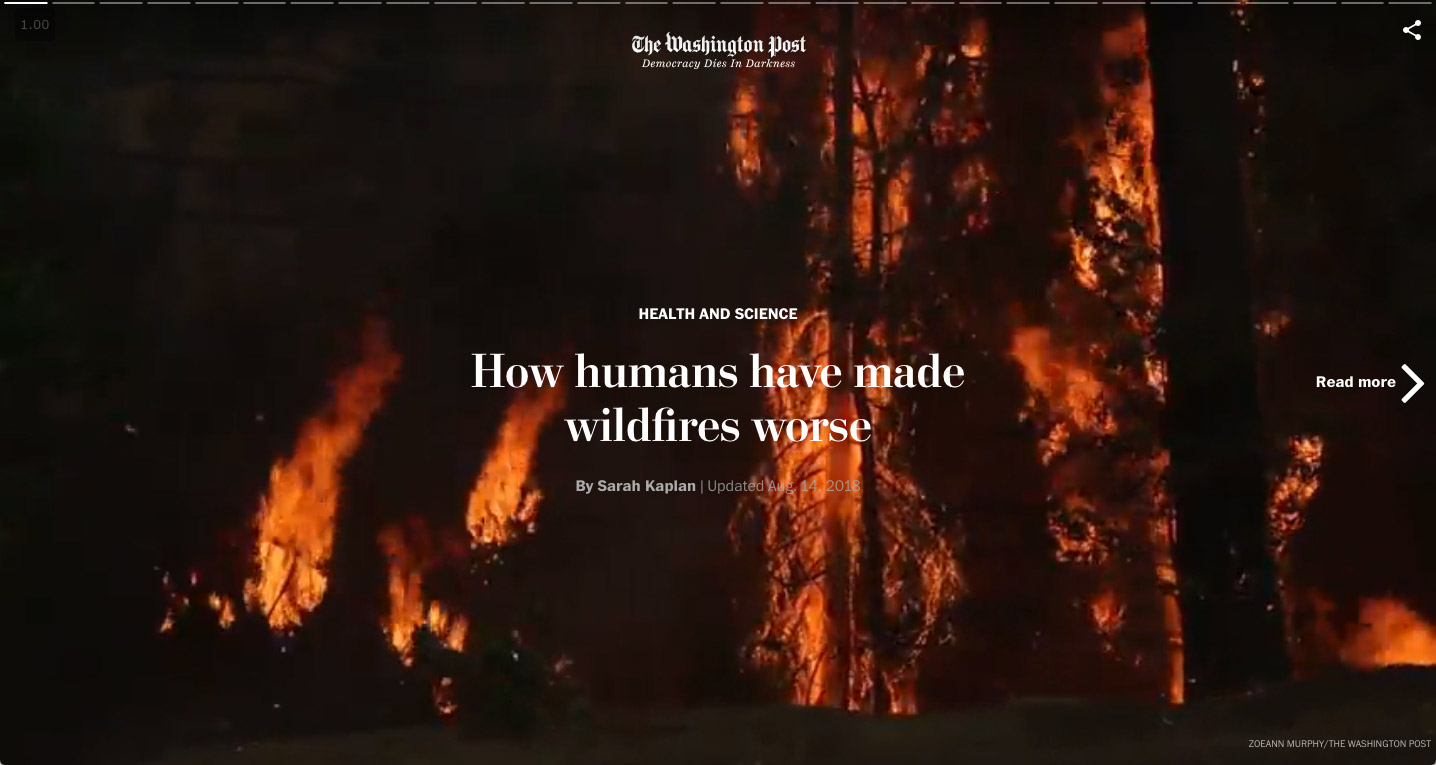 1.00
The Washington Post
Democracy Dies In Darkness
HEALTH AND SCIENCE
How humans have made
wildfires worse
Read more
By Sarah Kaplan | Updated Aug. 14, 2018
ZOEANN MURPHY/THE WASHINGTON POST